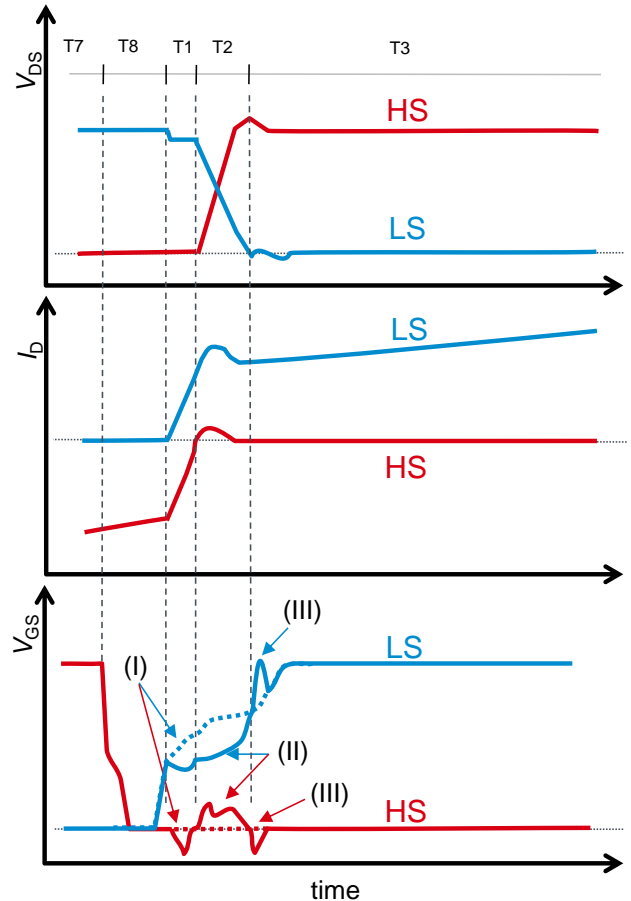 T7 T8 T1 T2 T3
VDS
HS
LS
ID
LS
HS
VGS
(III)
LS
(I)
(II)
(III)
HS
time